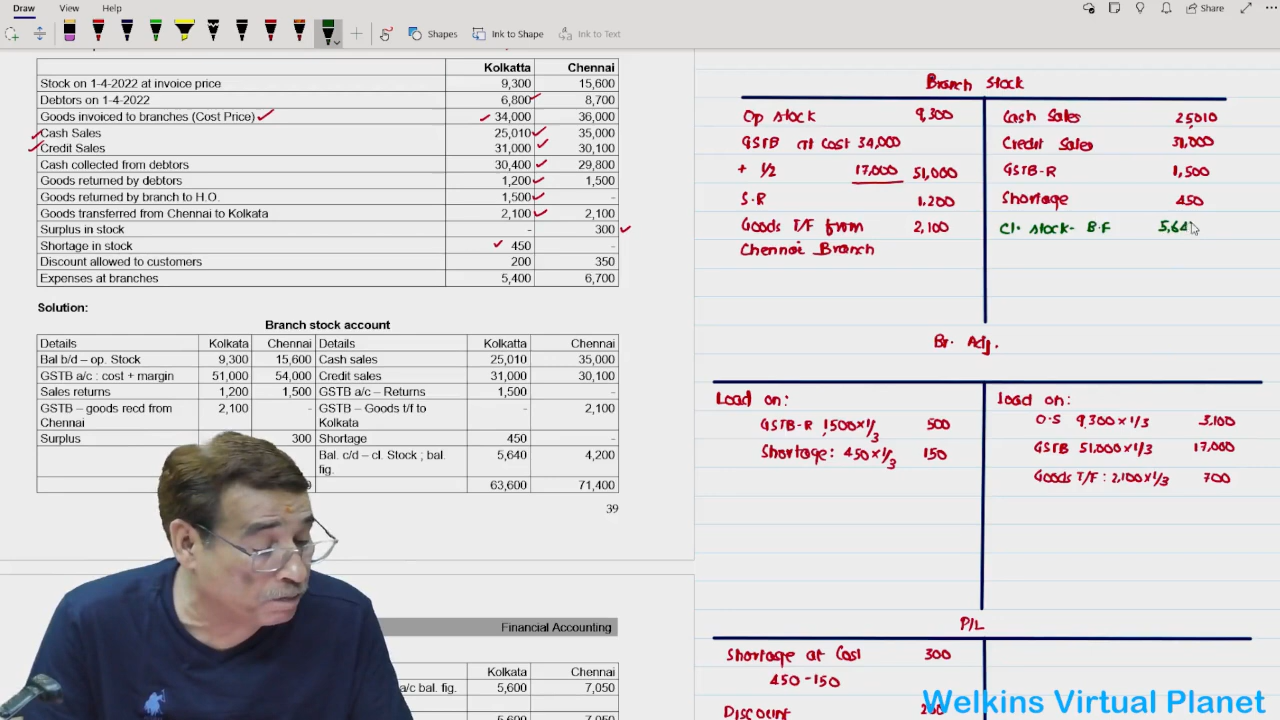 Draw View Help
Share
Shapes Ink to Shape Ink to Text
Kolkatta Chennai
Stock on 1-4-2022 at invoice price 9,300 15,600
Debtors on 1-4-2022 6,800 8,700
Goods invoiced to branches (Cost Price) 34,000 36,000
Cash Sales 25,010 35,000
Credit Sales 31,000 30,100
Cash collected from debtors 30,400 29,800
Goods returned by debtors 1,200 1,500
Goods returned by branch to H.O. 1,500 -
Goods transferred from Chennai to Kolkata 2,100 2,100
Surplus in stock - 300
Shortage in stock 450 -
Discount allowed to customers 200 350
Expenses at branches 5,400 6,700
Solution:
Branch stock account
Details Kolkata Chennai Details Kolkatta Chennai
Bal b/d – op. Stock 9,300 15,600 Cash sales 25,010 35,000
GSTB a/c : cost + margin 51,000 54,000 Credit sales 31,000 30,100
Sales returns 1,200 1,500 GSTB a/c – Returns 1,500 -
GSTB – goods recd from 2,100 - GSTB – Goods t/f to - 2,100
Chennai Kolkata
Surplus 300 Shortage 450 -
Bal. c/d – cl. Stock ; bal. 5,640 4,200
fig.
63,600 71,400
39
Financial Accounting
Kolkatta Chennai
a/c bal. fig. 5,600 7,050
5,600 7,050
Branch Stock
Op stock 9,300 Cash Sales 25,010
GSTB at Cost 34,000 Credit Sales 31,000
+ 1/2 17,000 51,000 GSTB-R 1,500
S.R 1,200 Shortage 450
Goods T/F from 2,100 Cl. stock- B.F 5,64
Chennai Branch
Br. Adj.
Load on: Load on:
GSTB-R 1500×1/3 500 O.S 9,300×1/3 3,100
Shortage: 450×1/3 150 GSTB 51,000×1/3 17,000
Goods T/F: 2,100×1/3 700
P/L
Shortage at Cost 300
450-150
Discount
Welkins Virtual Planet